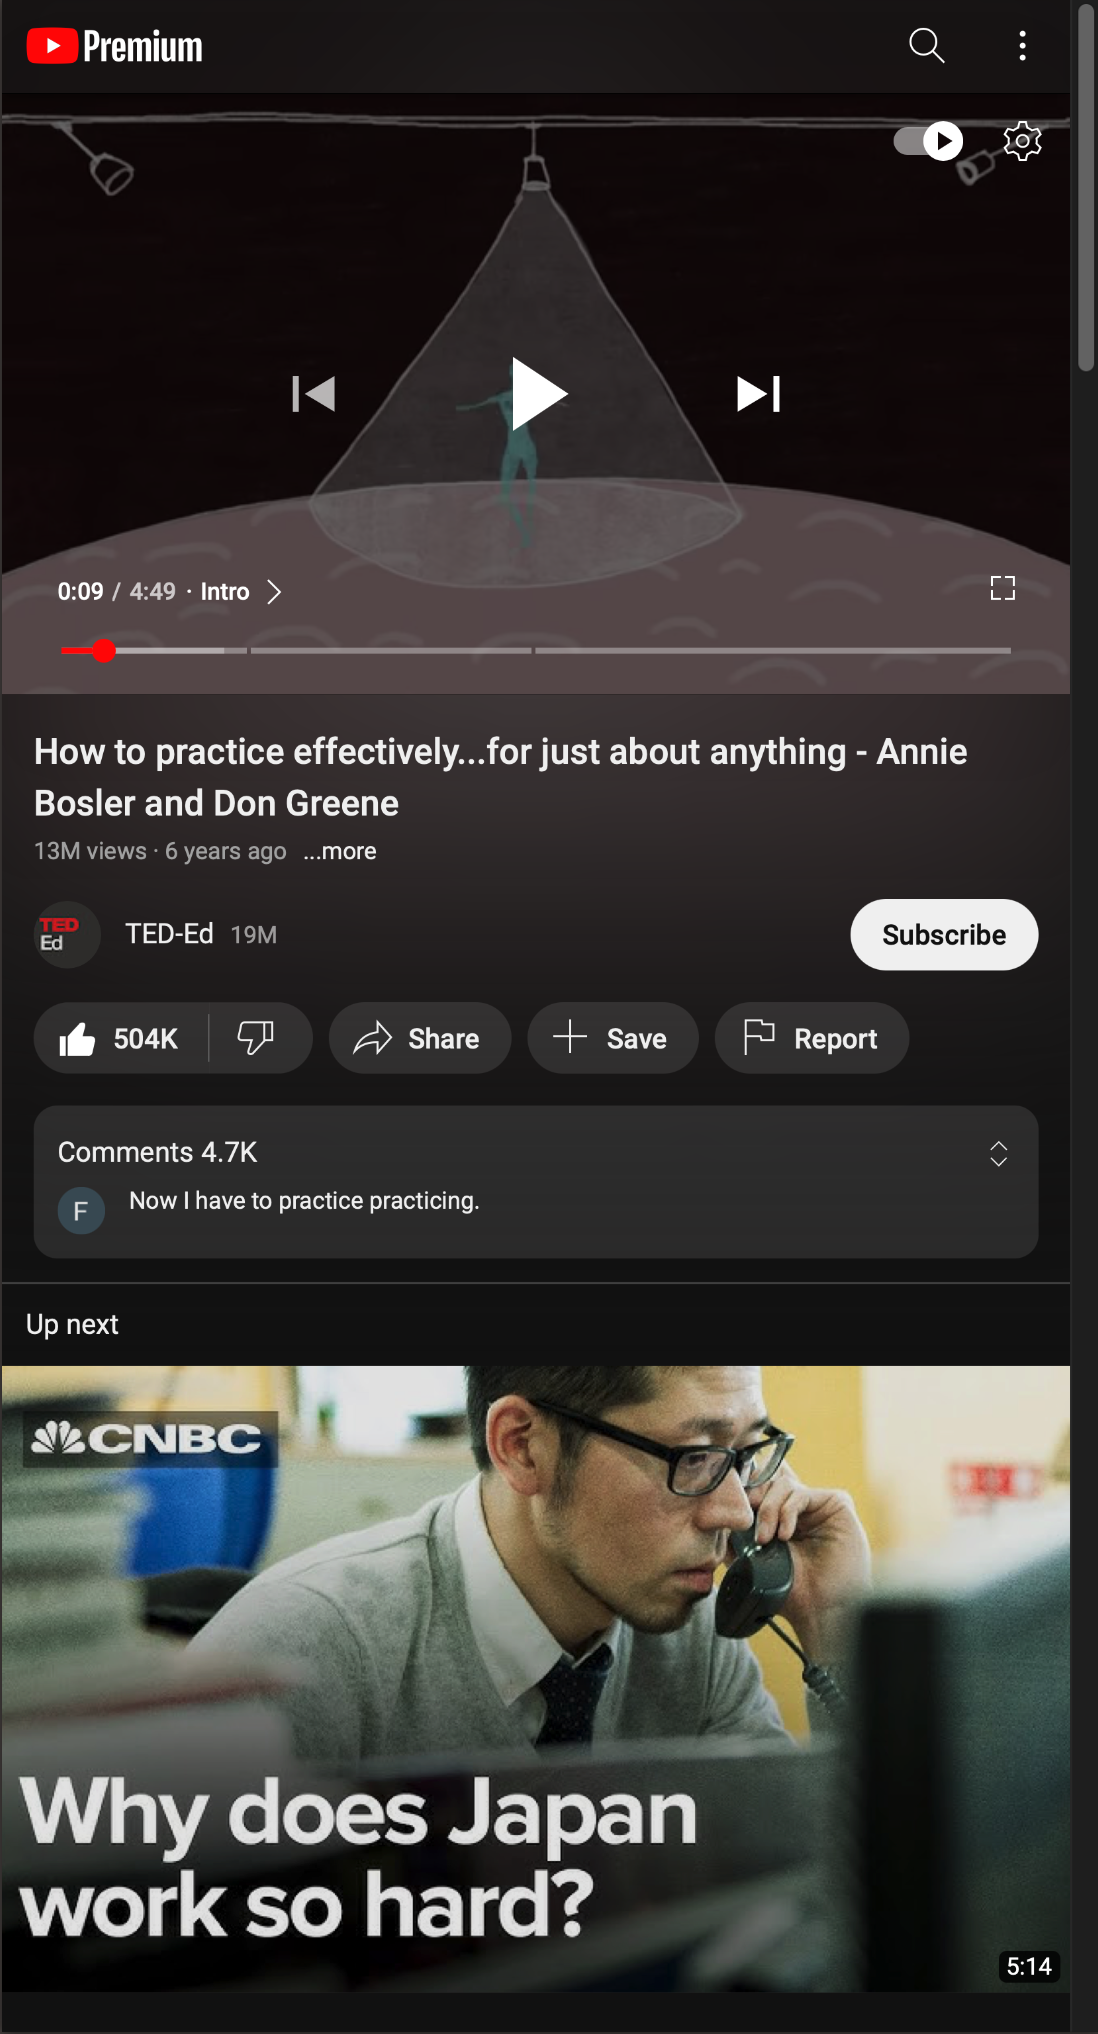 Premium
0:09 / 4:49 · Intro
How to practice effectively...for just about anything - Annie
Bosler and Don Greene
13M views · 6 years ago ...more
TED
Ed
TED-Ed 19M
Subscribe
504K
Share
Save
Report
Comments 4.7K
F
Now I have to practice practicing.
Up next
CNBC
Why does Japan
work so hard?
5:14